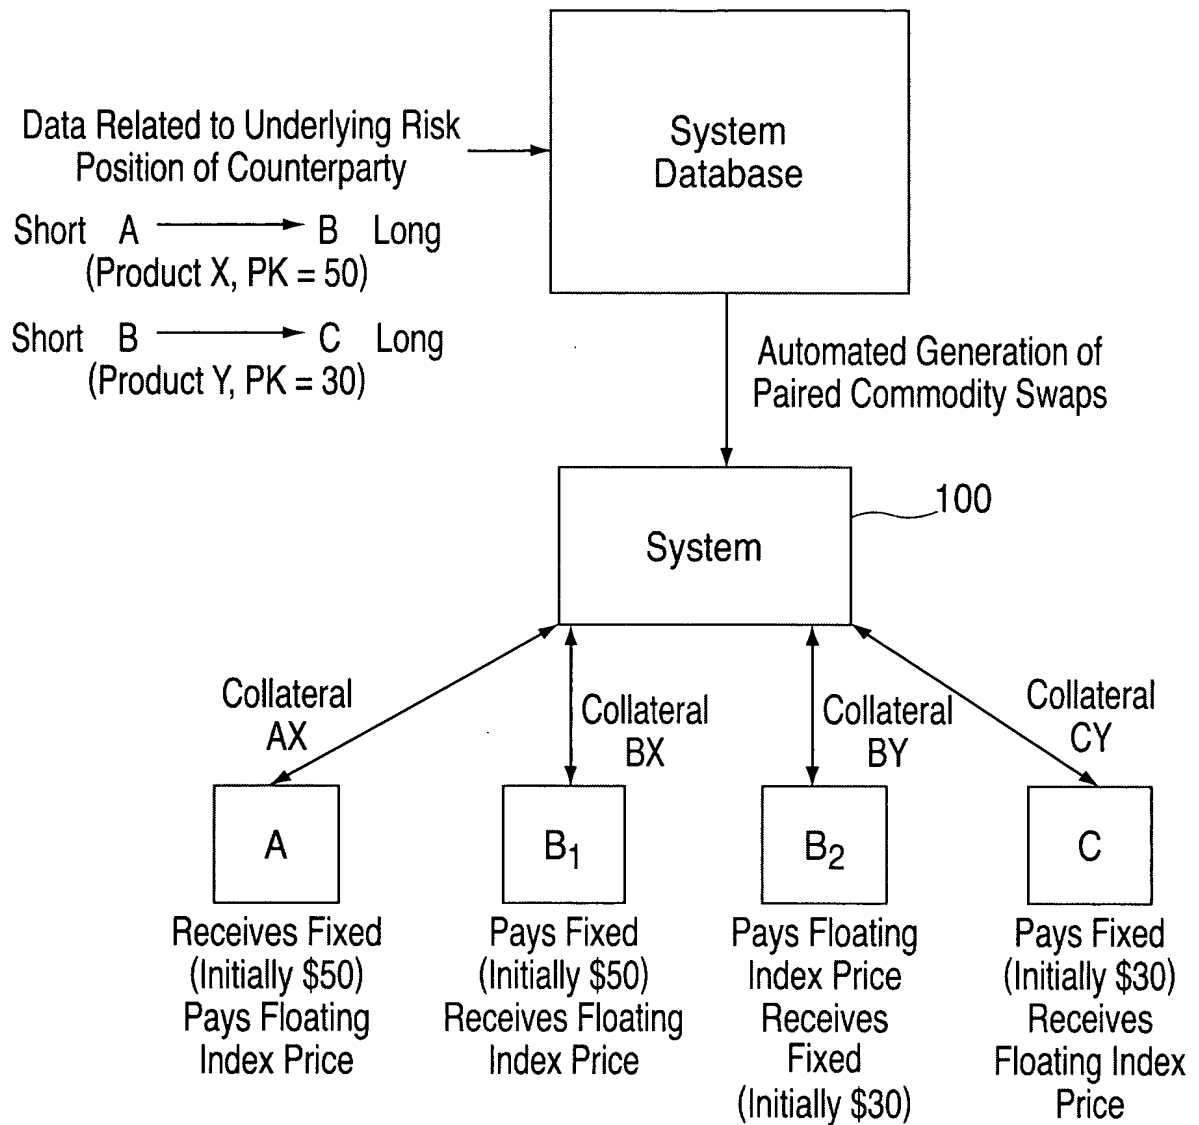 System
Database
Data Related to Underlying Risk
Position of Counterparty
Short A B Long
(Product X, PK = 50)
Short B C Long
(Product Y, PK = 30)
Automated Generation of
Paired Commodity Swaps
100
System
Collateral
AX
Collateral
BX
Collateral
BY
Collateral
CY
A
B1
B2
C
Receives Fixed
(Initially $50)
Pays Floating
Index Price
Pays Fixed
(Initially $50)
Receives Floating
Index Price
Pays Floating
Index Price
Receives
Fixed
(Initially $30)
Pays Fixed
(Initially $30)
Receives
Floating Index
Price